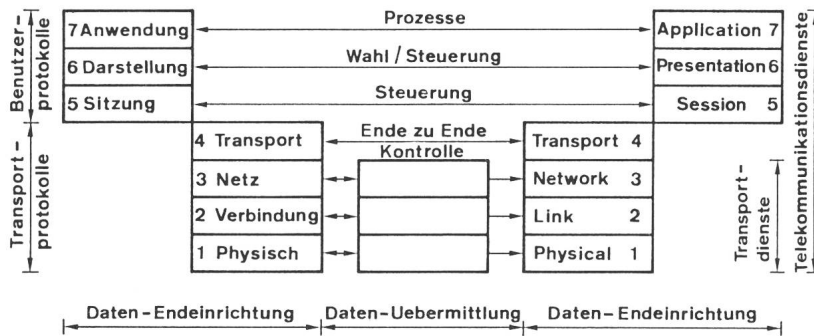 Benutzer-
protokolle
Transport-
protokolle
7 Anwendung
Prozesse
Application 7
6 Darstellung
Wahl / Steuerung
Presentation 6
5 Sitzung
Steuerung
Session 5
4 Transport
Ende zu Ende
Kontrolle
Transport 4
3 Netz
Network 3
2 Verbindung
Link 2
1 Physisch
Physical 1
Transport-
dienste
Telekommunikationsdienste
Daten-Endeinrichtung
Daten-Uebermittlung
Daten-Endeinrichtung